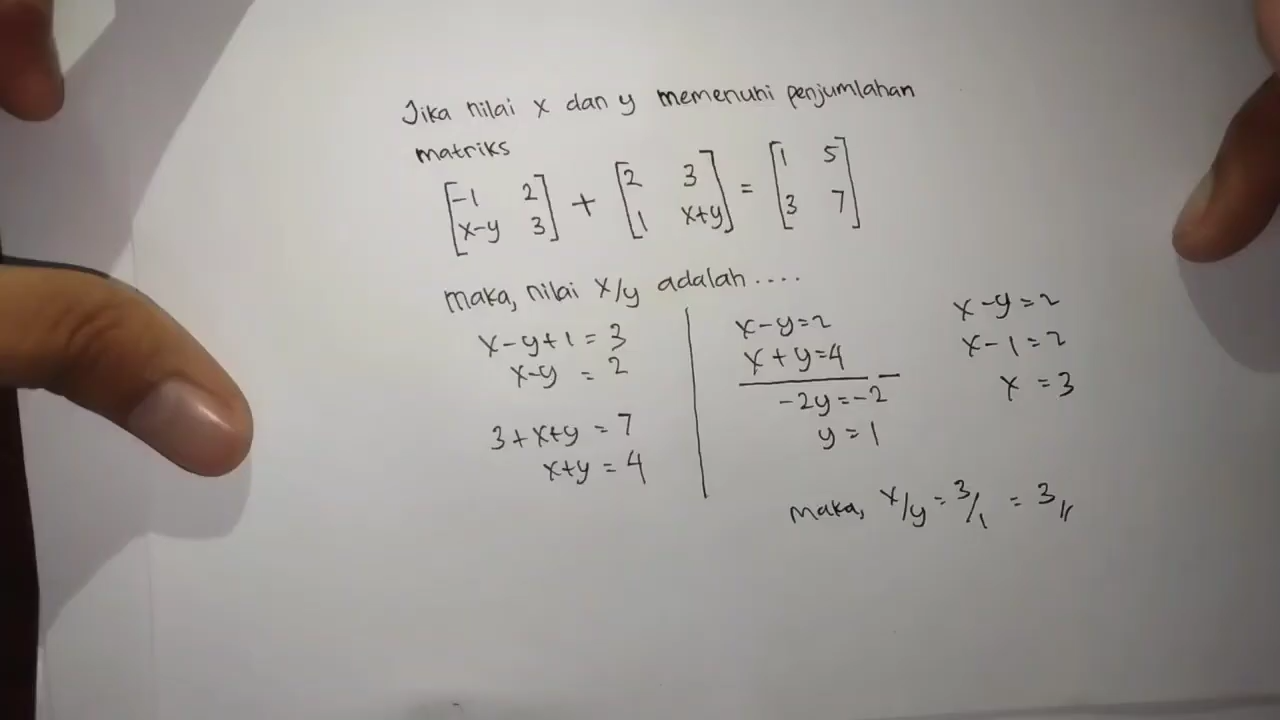 Jika nilai x dan y memenuhi penjumlahan
matriks
[-1 2] + [2 3] = [1 5]
[x-y 3] [1 x+y] [3 7]
maka, nilai x/y adalah....
x-y+1 = 3
x-y = 2
3+x+y = 7
x+y = 4
x-y=2
x+y=4 -
-2y=-2
y=1
x-y=2
x-1=2
x=3
maka, x/y = 3/1 = 3//